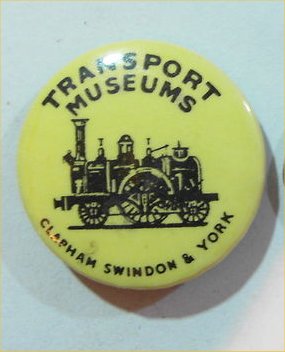 TRANSPORT
MUSEUMS
CLAPHAM SWINDON & YORK